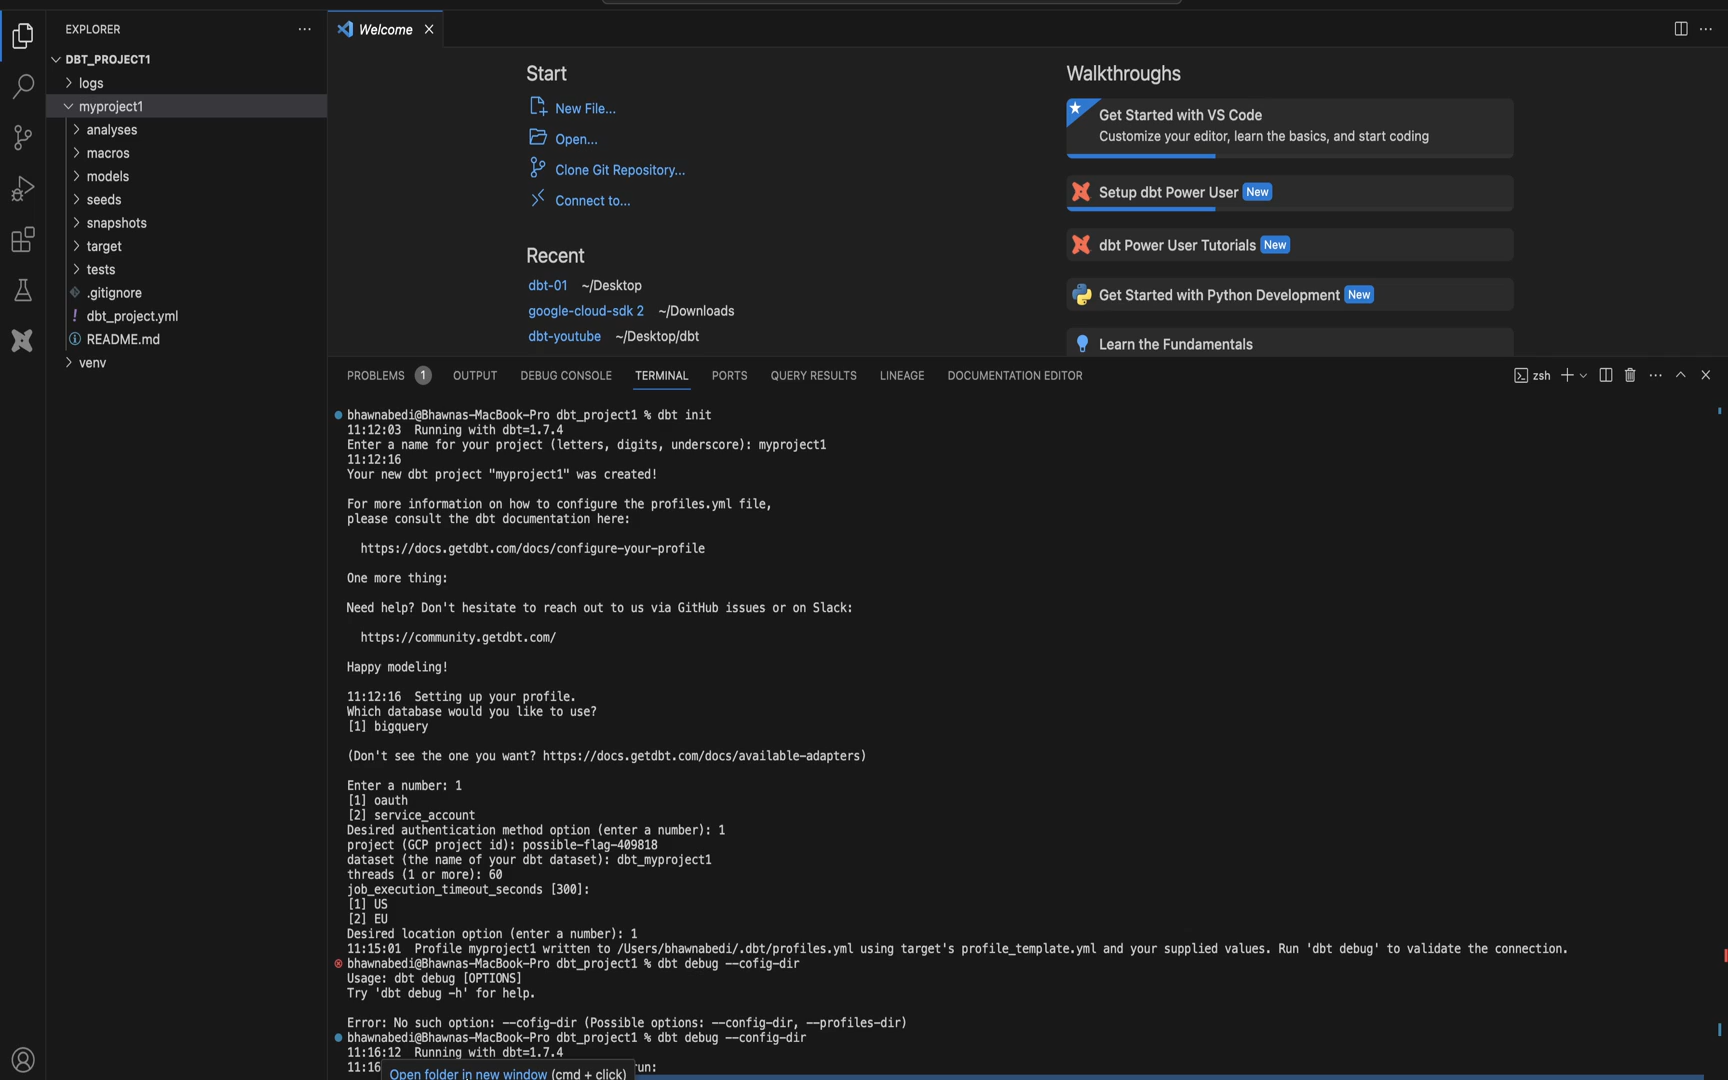 EXPLORER
DBT_PROJECT1
logs
myproject1
analyses
macros
models
seeds
snapshots
target
tests
.gitignore
! dbt_project.yml
README.md
venv
Welcome
Start
New File...
Open...
Clone Git Repository...
Connect to...
Recent
dbt-01 ~/Desktop
google-cloud-sdk 2 ~/Downloads
dbt-youtube ~/Desktop/dbt
Walkthroughs
Get Started with VS Code
Customize your editor, learn the basics, and start coding
Setup dbt Power User New
dbt Power User Tutorials New
Get Started with Python Development New
Learn the Fundamentals
PROBLEMS 1 OUTPUT DEBUG CONSOLE TERMINAL PORTS QUERY RESULTS LINEAGE DOCUMENTATION EDITOR
zsh
bhawnabedi@Bhawnas-MacBook-Pro dbt_project1 % dbt init
11:12:03 Running with dbt=1.7.4
Enter a name for your project (letters, digits, underscore): myproject1
11:12:16
Your new dbt project "myproject1" was created!
For more information on how to configure the profiles.yml file,
please consult the dbt documentation here:
https://docs.getdbt.com/docs/configure-your-profile
One more thing:
Need help? Don't hesitate to reach out to us via GitHub issues or on Slack:
https://community.getdbt.com/
Happy modeling!
11:12:16 Setting up your profile.
Which database would you like to use?
[1] bigquery
(Don't see the one you want? https://docs.getdbt.com/docs/available-adapters)
Enter a number: 1
[1] oauth
[2] service_account
Desired authentication method option (enter a number): 1
project (GCP project id): possible-flag-409818
dataset (the name of your dbt dataset): dbt_myproject1
threads (1 or more): 60
job_execution_timeout_seconds [300]:
[1] US
[2] EU
Desired location option (enter a number): 1
11:15:01 Profile myproject1 written to /Users/bhawnabedi/.dbt/profiles.yml using target's profile_template.yml and your supplied values. Run 'dbt debug' to validate the connection.
bhawnabedi@Bhawnas-MacBook-Pro dbt_project1 % dbt debug --cofig-dir
Usage: dbt debug [OPTIONS]
Try 'dbt debug -h' for help.
Error: No such option: --cofig-dir (Possible options: --config-dir, --profiles-dir)
bhawnabedi@Bhawnas-MacBook-Pro dbt_project1 % dbt debug --config-dir
11:16:12 Running with dbt=1.7.4
11:16 run:
Open folder in new window (cmd + click)